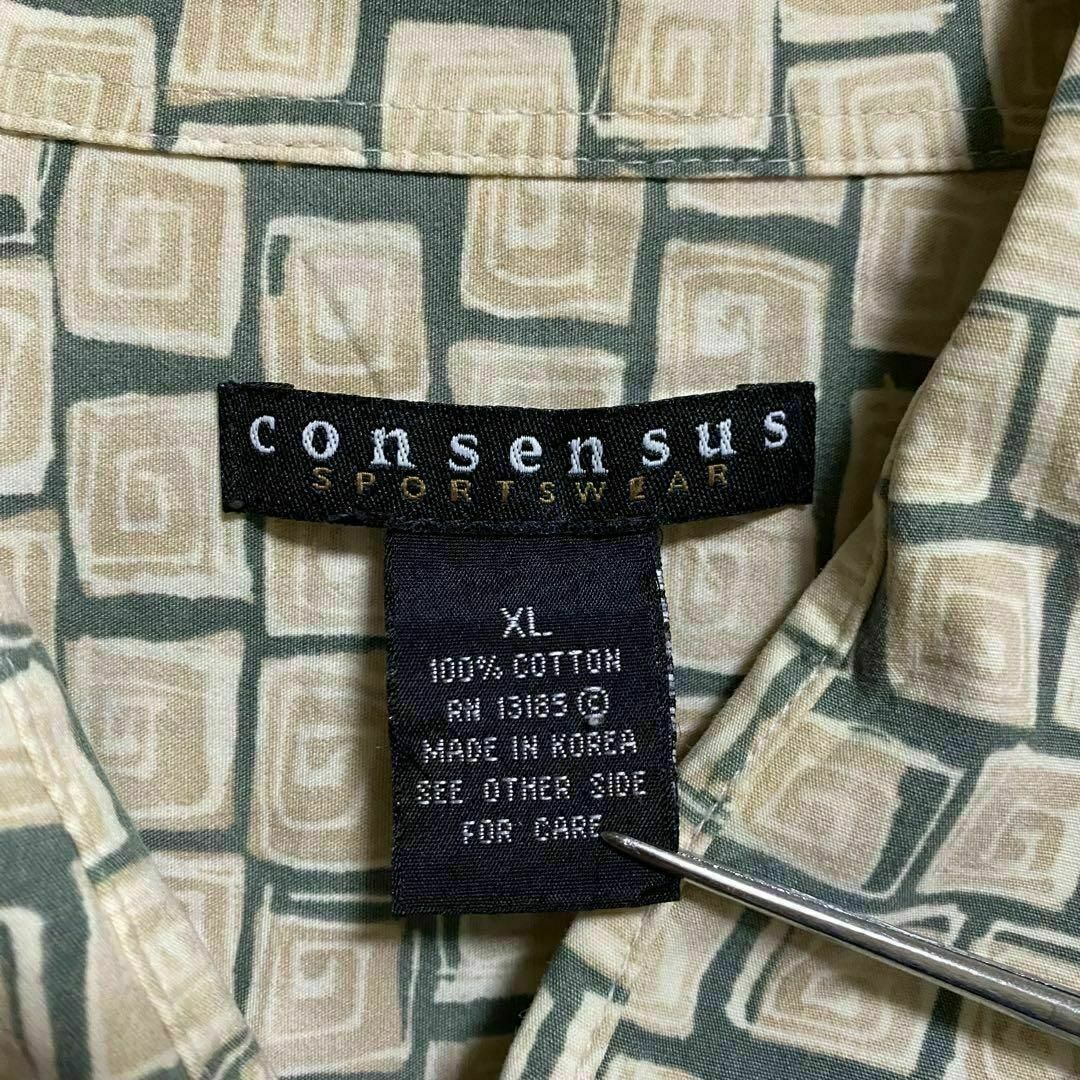 consensus
SPORTSWEAR
XL
100% COTTON
RN 13185 ©
MADE IN KOREA
SEE OTHER SIDE
FOR CARE